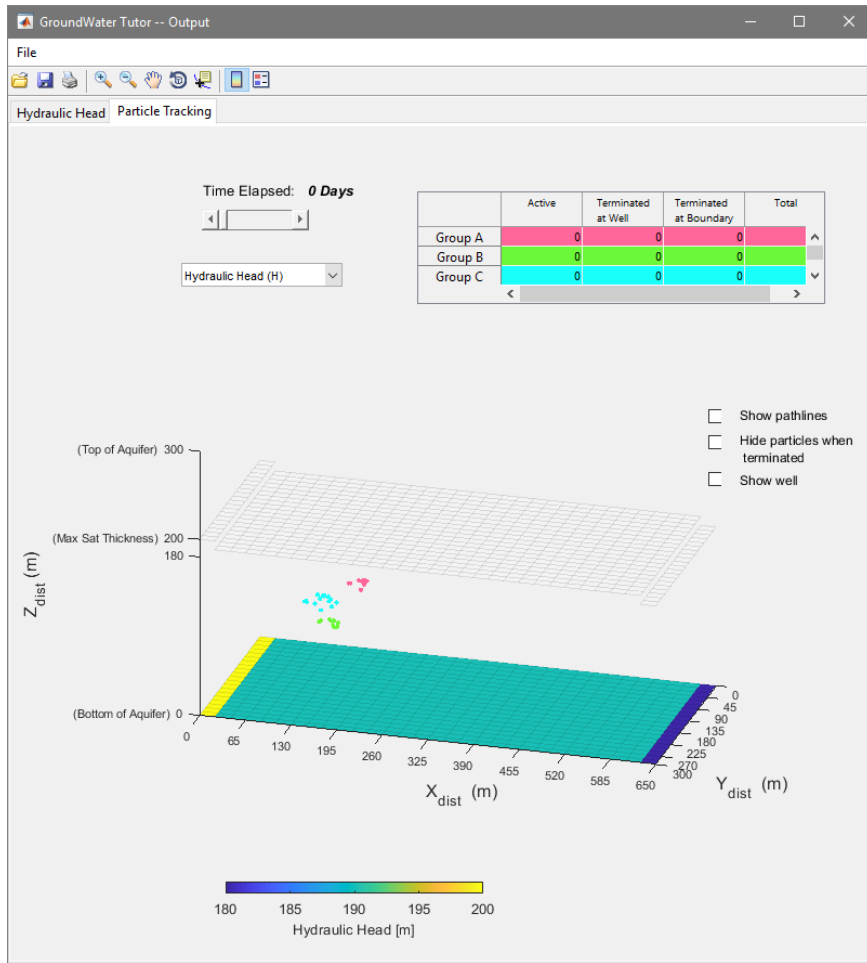 GroundWater Tutor -- Output
File
Hydraulic Head Particle Tracking
Time Elapsed: 0 Days
Hydraulic Head (H)
Active Terminated at Well Terminated at Boundary Total
Group A 0 0 0
Group B 0 0 0
Group C 0 0 0
Show pathlines
Hide particles when
terminated
Show well
(Top of Aquifer) 300
(Max Sat Thickness) 200
180
Zdist (m)
(Bottom of Aquifer) 0
0 65 130 195 260 325 390 455 520 585 650
Xdist (m)
0 45 90 135 180 225 270 300
Ydist (m)
180 185 190 195 200
Hydraulic Head [m]